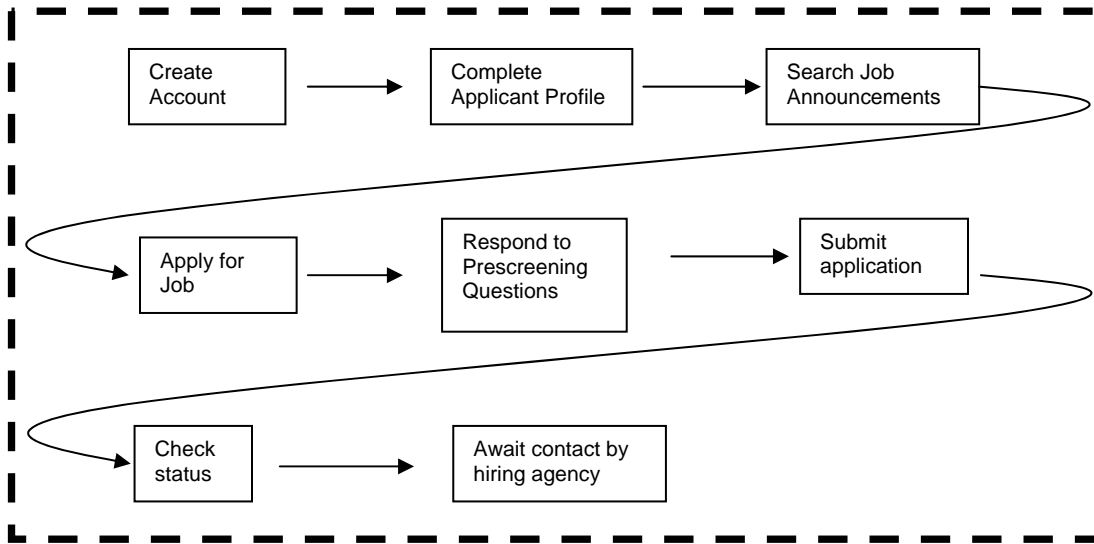 Create
Account
Complete
Applicant Profile
Search Job
Announcements
Apply for
Job
Respond to
Prescreening
Questions
Submit
application
Check
status
Await contact by
hiring agency